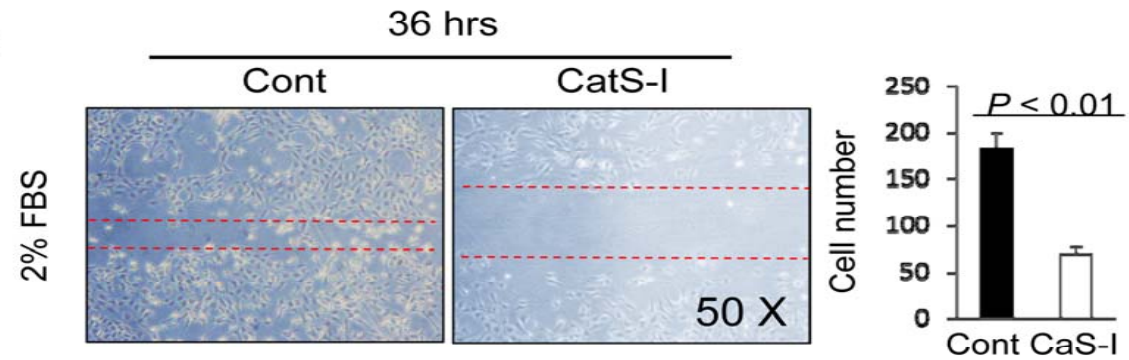 36 hrs
Cont CatS-I
2% FBS
50 X
Cell number
250
200
150
100
50
0
P < 0.01
Cont CaS-I